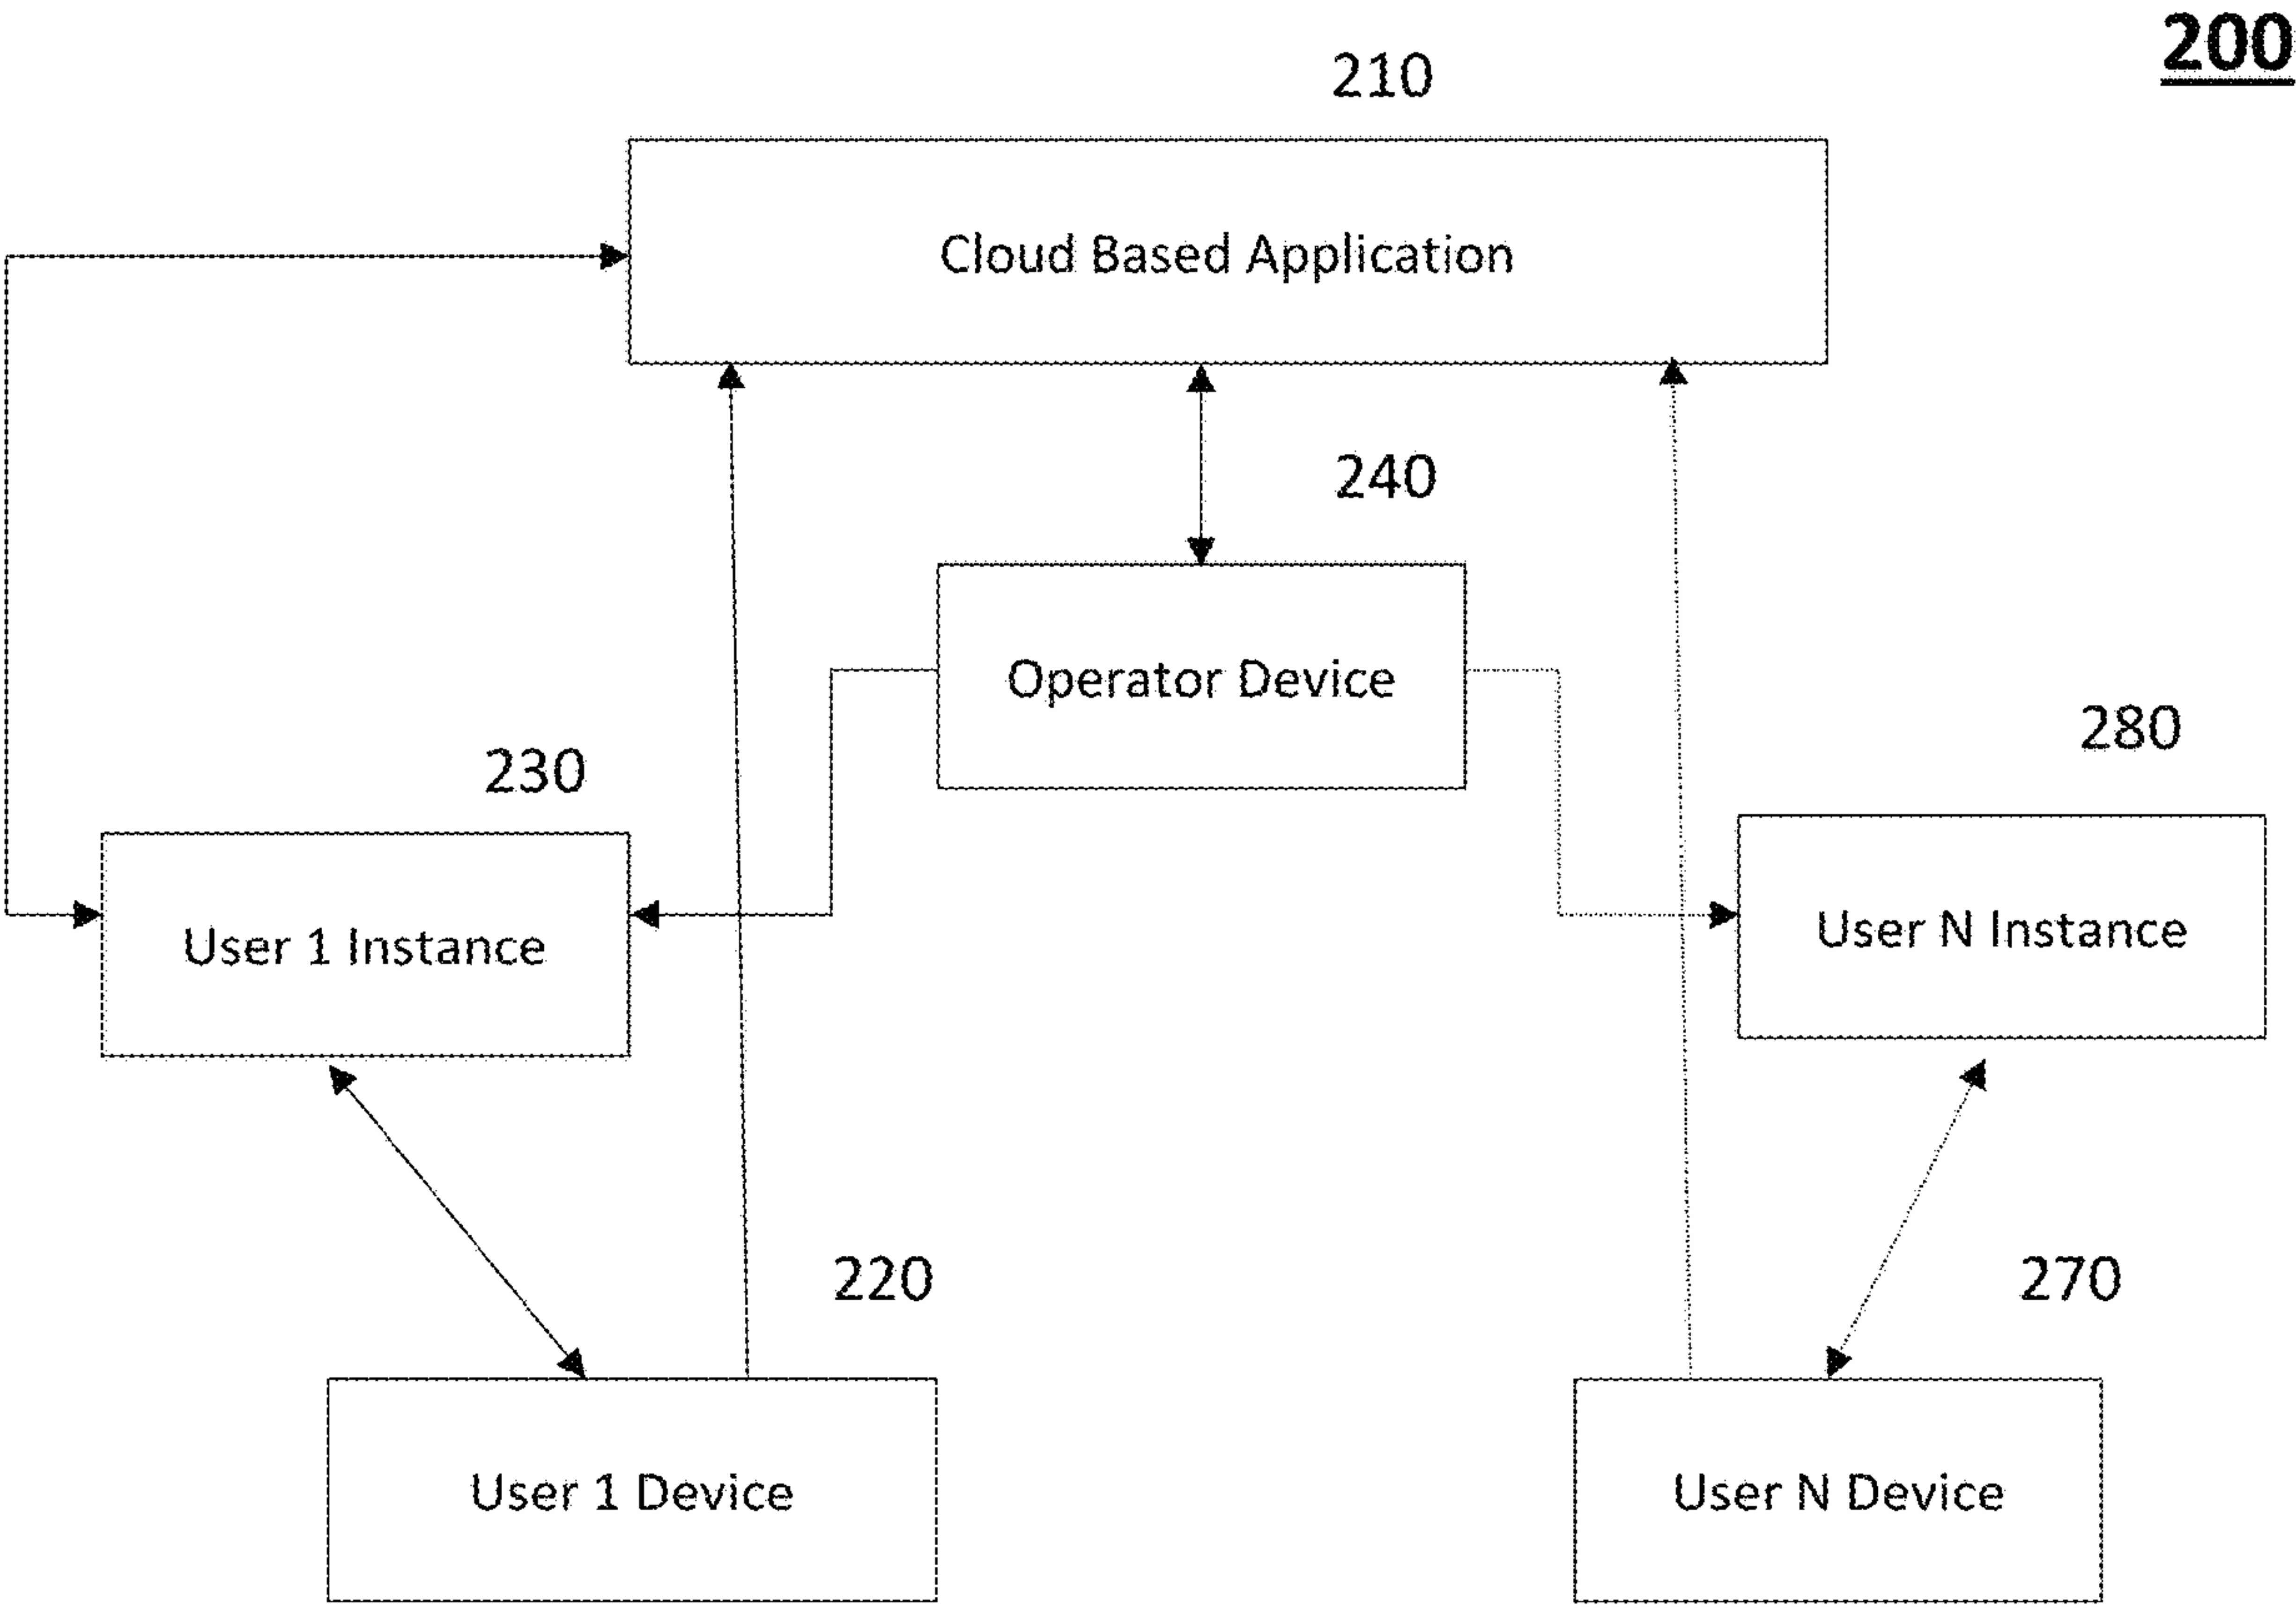 200
210
Cloud Based Application
240
Operator Device
280
230
User N Instance
User 1 Instance
220
270
User 1 Device
User N Device